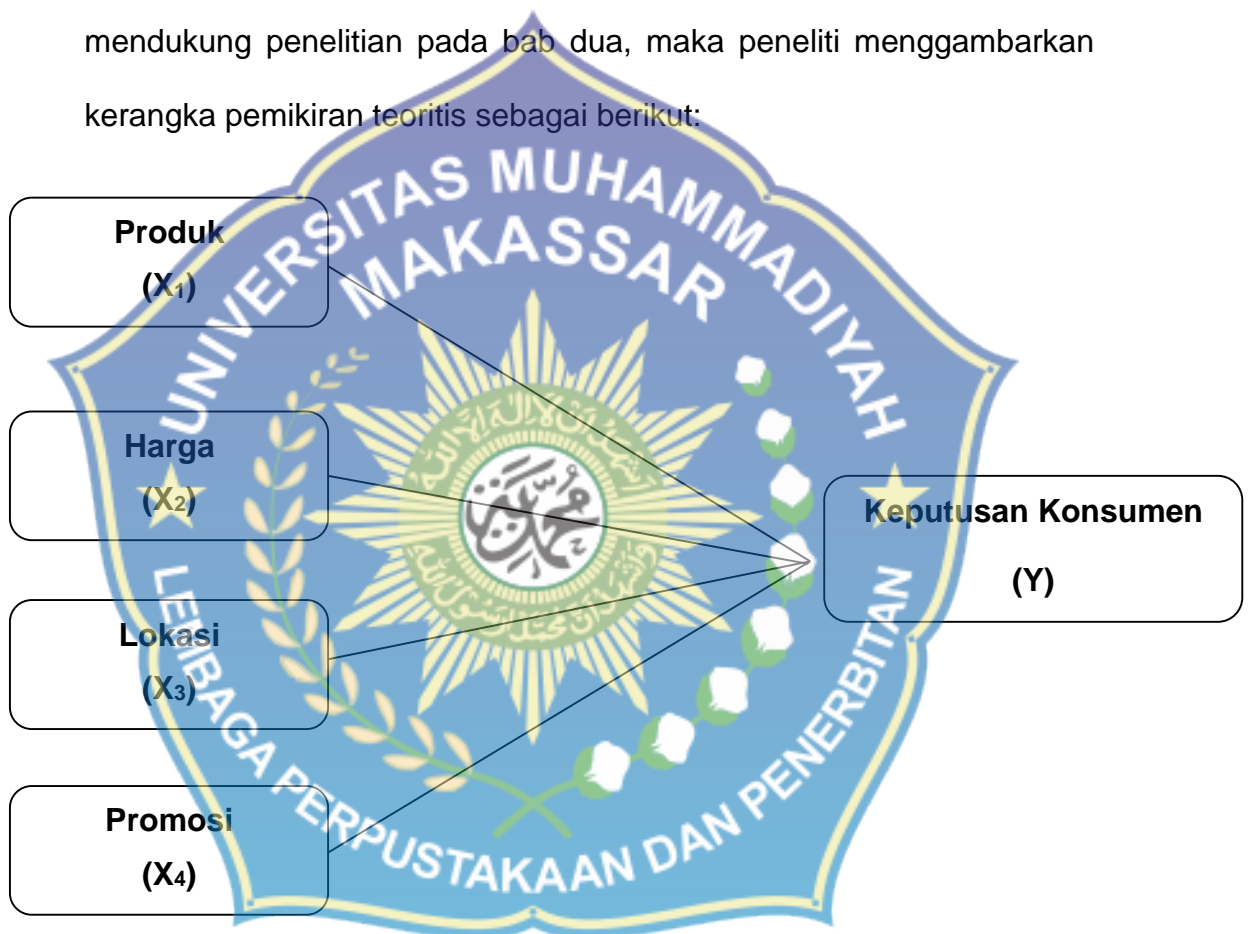 mendukung penelitian pada bab dua, maka peneliti menggambarkan
kerangka pemikiran teoritis sebagai berikut:
UNIVERSITAS MUHAMMADIYAH
MAKASSAR
Produk
(X1)
Harga
(X2)
Keputusan Konsumen
(Y)
Lokasi
(X3)
Promosi
(X4)
محمد
LEMBAGA PERPUSTAKAAN DAN PENERBITAN